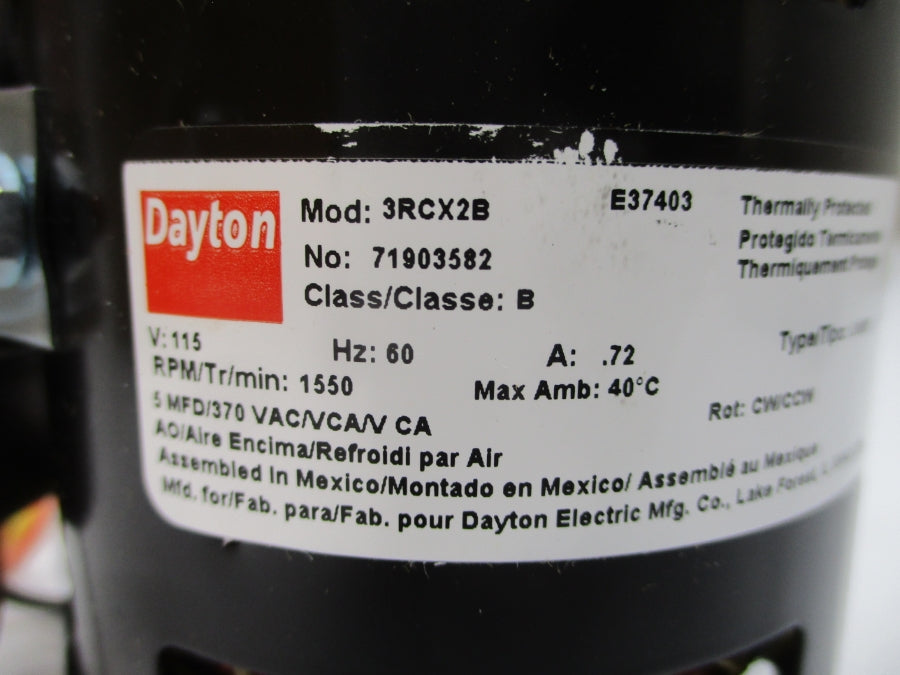 Dayton
Mod: 3RCX2B
E37403
Thermally Protected
No: 71903582
Protegido
Class/Classe: B
Thermiquement
V: 115
Hz: 60
A: .72
Type/Tipo:
RPM/Tr/min: 1550
Max Amb: 40°C
Rot: CW/CCW
5 MFD/370 VAC/VCA/V CA
AO/Aire Encima/Refroidi par Air
Assembled In Mexico/Montado en Mexico/ Assemblé au Mexique
Mfd. for/Fab. para/Fab. pour Dayton Electric Mfg. Co., Lake Forest,